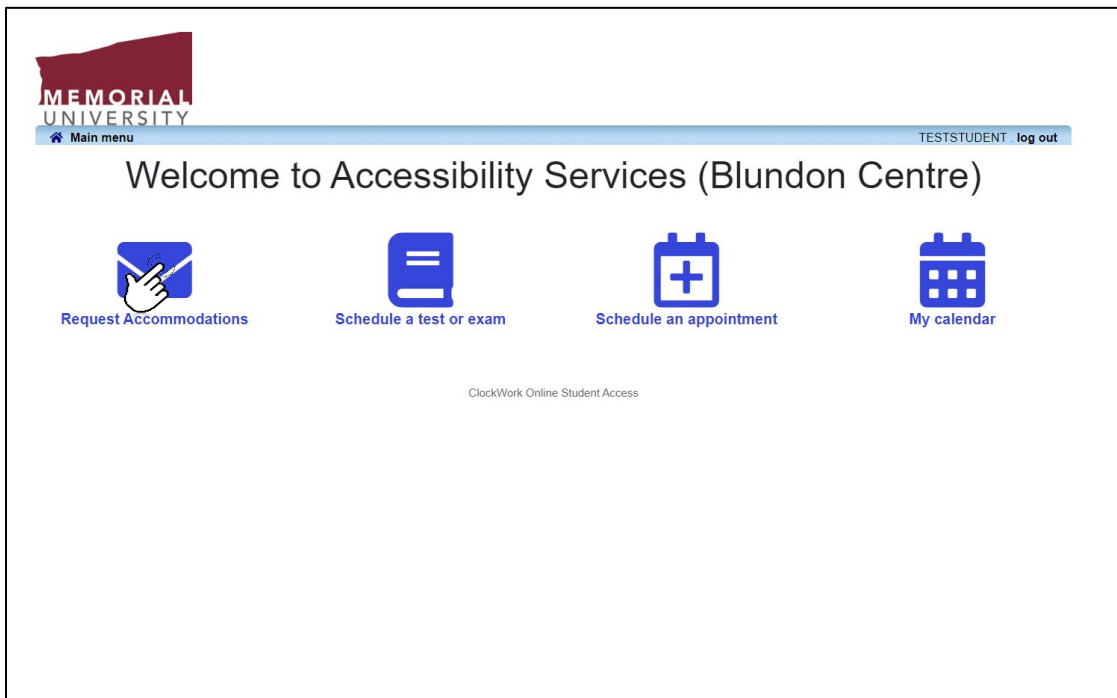 MEMORIAL
UNIVERSITY
Main menu TESTSTUDENT . log out
Welcome to Accessibility Services (Blundon Centre)
Request Accommodations Schedule a test or exam Schedule an appointment My calendar
ClockWork Online Student Access